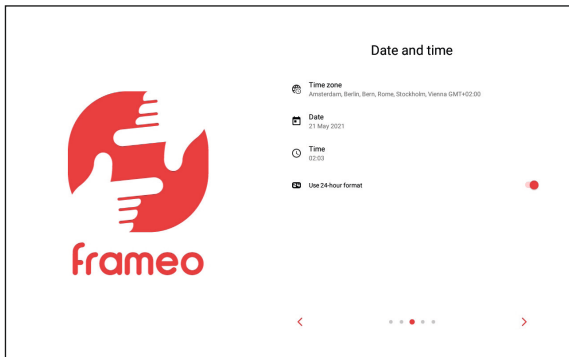 Date and time
Time zone
Amsterdam, Berlin, Bern, Rome, Stockholm, Vienna GMT+02:00
Date
21 May 2021
Time
02.03
24
Use 24-hour format
frameo